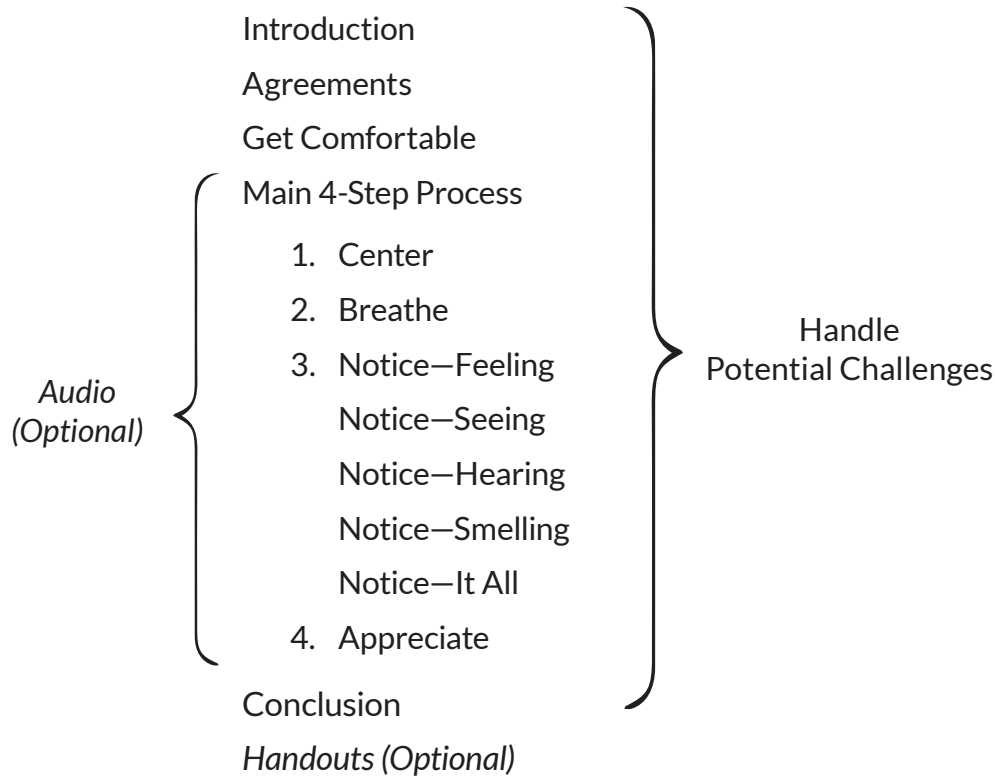 Introduction
Agreements
Get Comfortable
Main 4-Step Process
1. Center
2. Breathe
3. Notice—Feeling
Notice—Seeing
Notice—Hearing
Notice—Smelling
Notice—It All
4. Appreciate
Conclusion
Handouts (Optional)
Audio
(Optional)
Handle
Potential Challenges